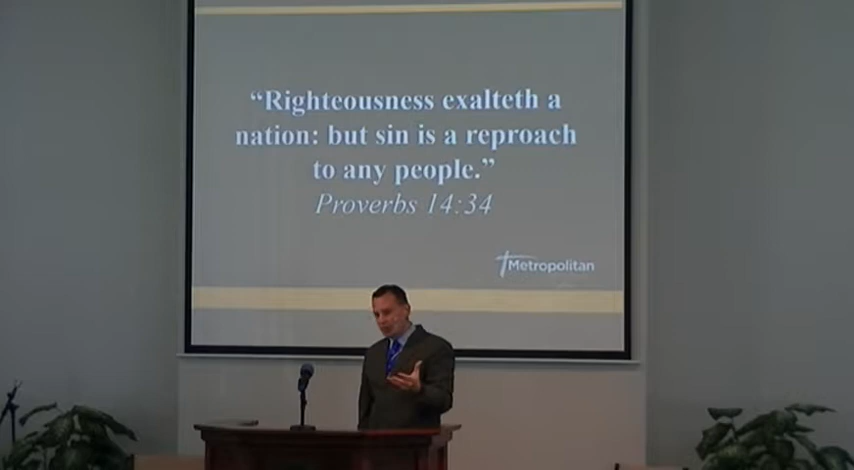 “Righteousness exalteth a
nation: but sin is a reproach
to any people.”
Proverbs 14:34
Metropolitan